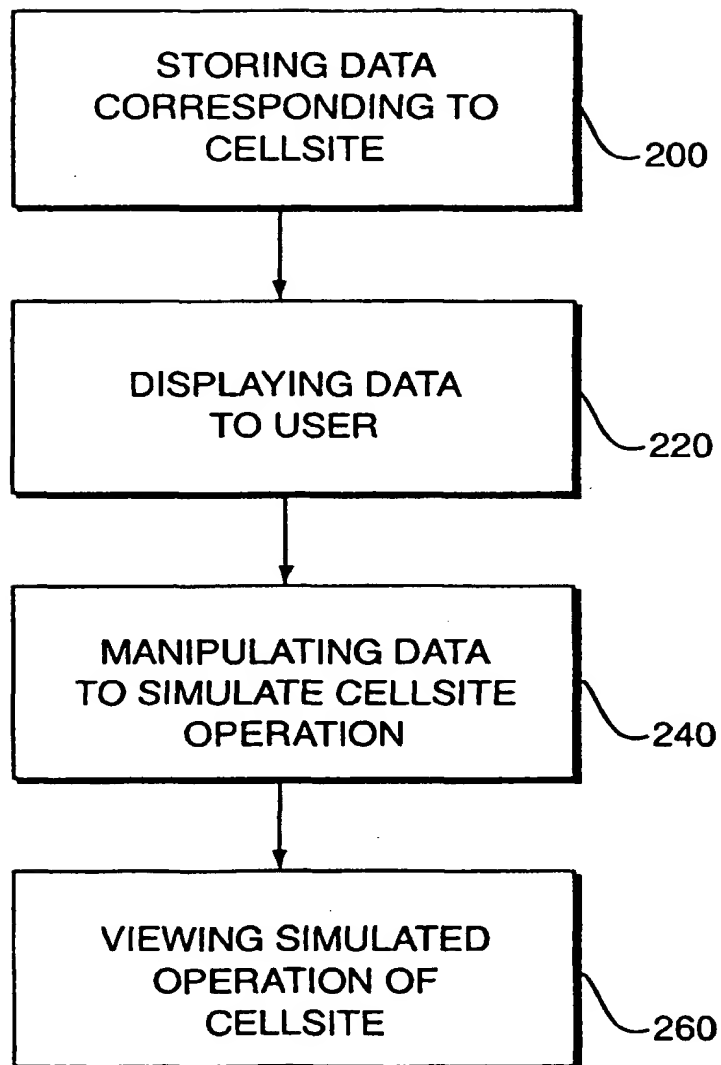 STORING DATA
CORRESPONDING TO
CELLSITE
200
DISPLAYING DATA
TO USER
220
MANIPULATING DATA
TO SIMULATE CELLSITE
OPERATION
240
VIEWING SIMULATED
OPERATION OF
CELLSITE
260